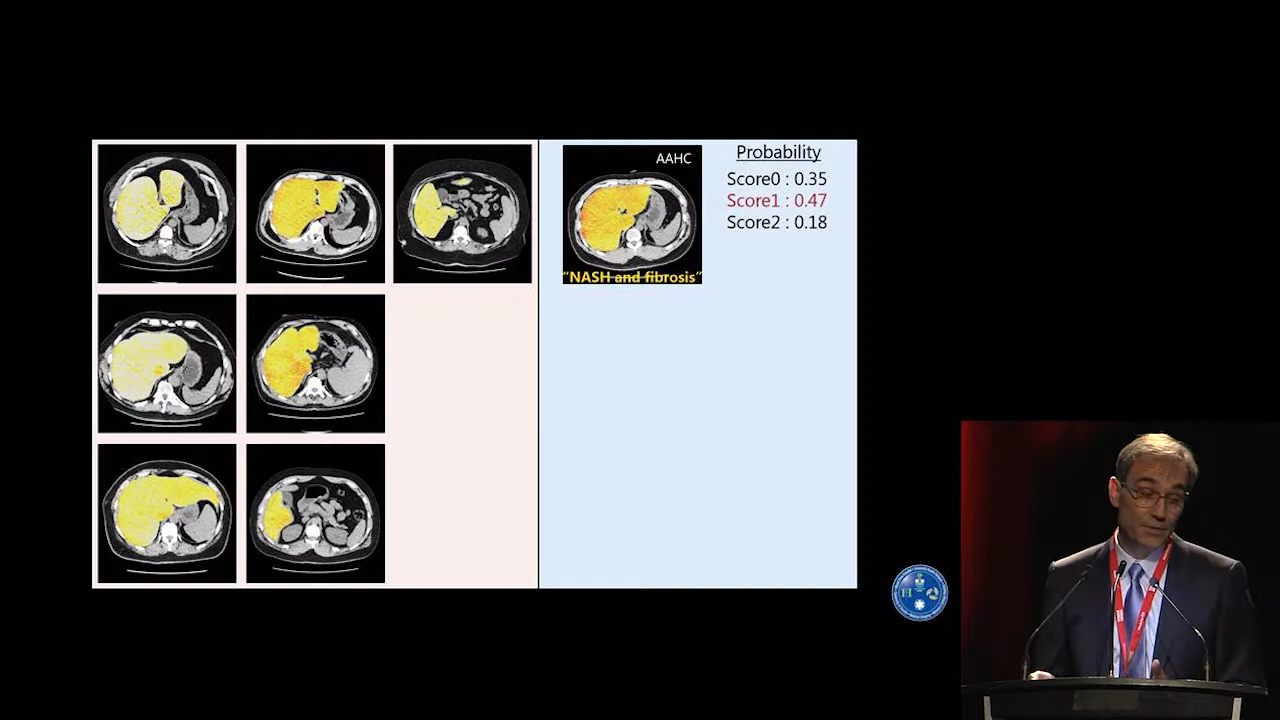 AAHC
"NASH and fibrosis"
Probability
Score0 : 0.35
Score1 : 0.47
Score2 : 0.18